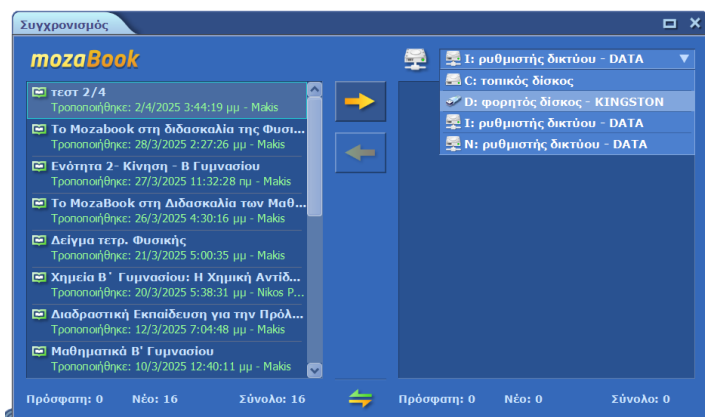 Συγχρονισμός
mozaBook
τεστ 2/4
Τροποποιήθηκε: 2/4/2025 3:44:19 μμ - Makis
Το Mozabook στη διδασκαλία της Φυσι...
Τροποποιήθηκε: 28/3/2025 2:27:26 μμ - Makis
Ενότητα 2- Κίνηση - Β Γυμνασίου
Τροποποιήθηκε: 27/3/2025 11:32:28 πμ - Makis
Το MozaBook στη Διδασκαλία των Μαθ...
Τροποποιήθηκε: 26/3/2025 4:30:16 μμ - Makis
Δείγμα τετρ. Φυσικής
Τροποποιήθηκε: 21/3/2025 5:00:35 μμ - Makis
Χημεία Β΄ Γυμνασίου: Η Χημική Αντίδ...
Τροποποιήθηκε: 20/3/2025 5:38:31 μμ - Nikos P...
Διαδραστική Εκπαίδευση για την Πρόλ...
Τροποποιήθηκε: 12/3/2025 7:04:48 μμ - Makis
Μαθηματικά Β' Γυμνασίου
Τροποποιήθηκε: 10/3/2025 12:40:11 μμ - Makis
Πρόσφατη: 0 Νέο: 16 Σύνολο: 16
I: ρυθμιστής δικτύου - DATA
C: τοπικός δίσκος
D: φορητός δίσκος - KINGSTON
I: ρυθμιστής δικτύου - DATA
N: ρυθμιστής δικτύου - DATA
Πρόσφατη: 0 Νέο: 0 Σύνολο: 0